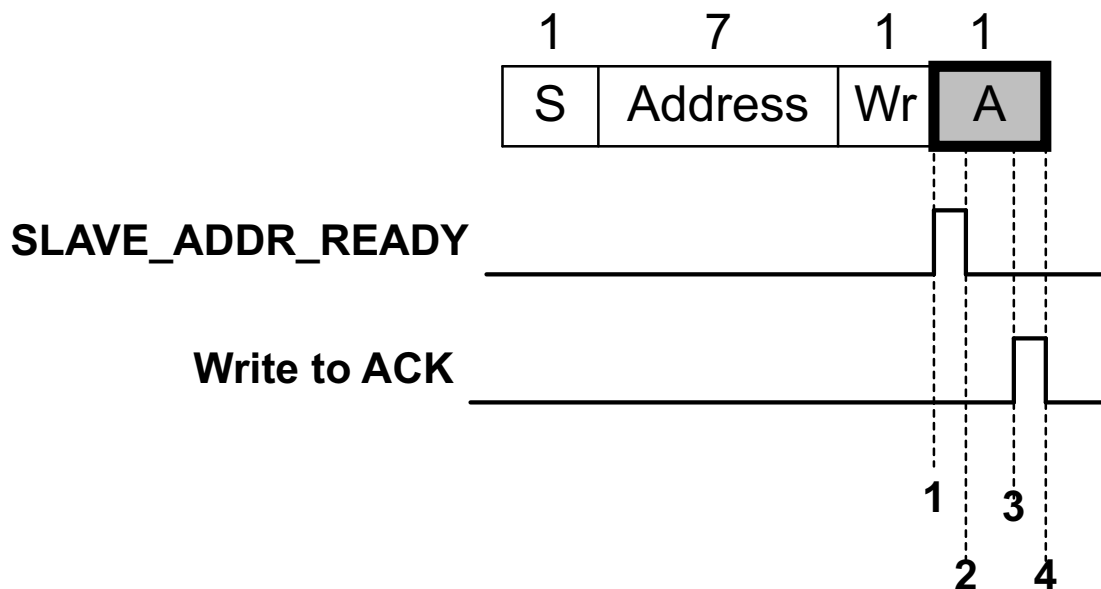 1 7 1 1
S Address Wr A
SLAVE_ADDR_READY
Write to ACK
1 3
2 4